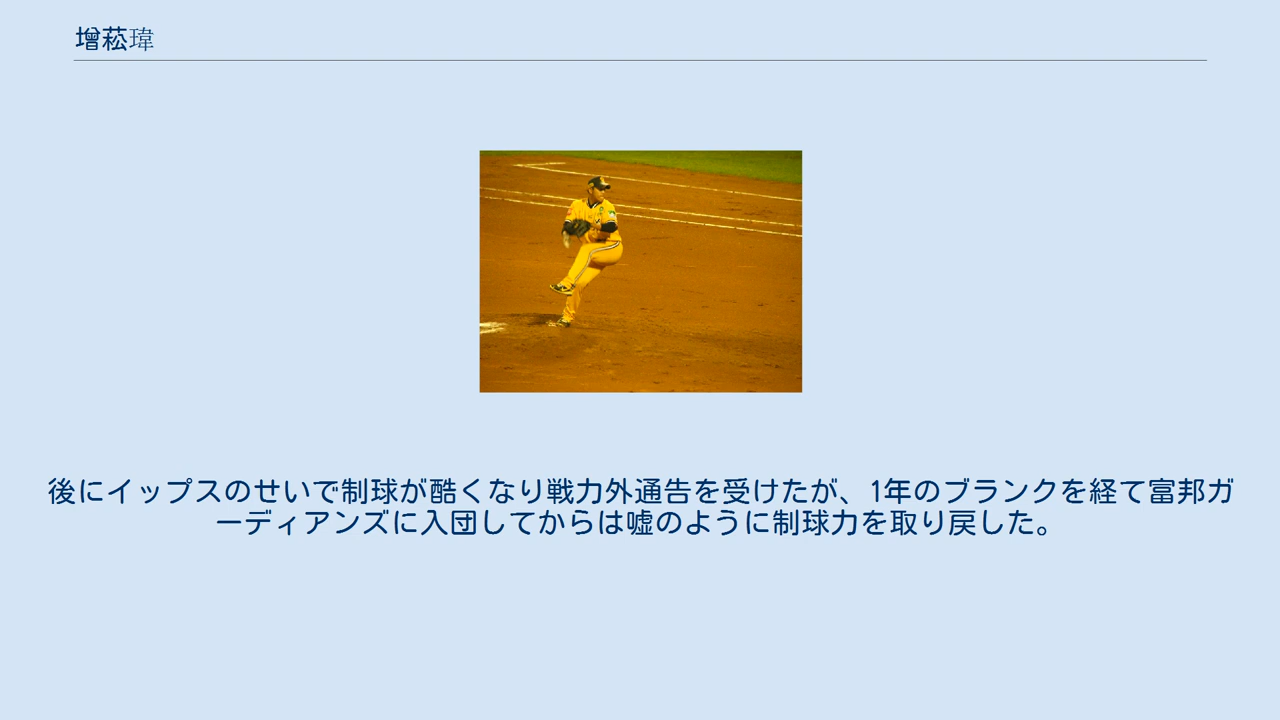 增菘瑋
後にイップスのせいで制球が酷くなり戦力外通告を受けたが、1年のブランクを経て富邦ガ
ーディアンズに入団してからは嘘のように制球力を取り戻した。